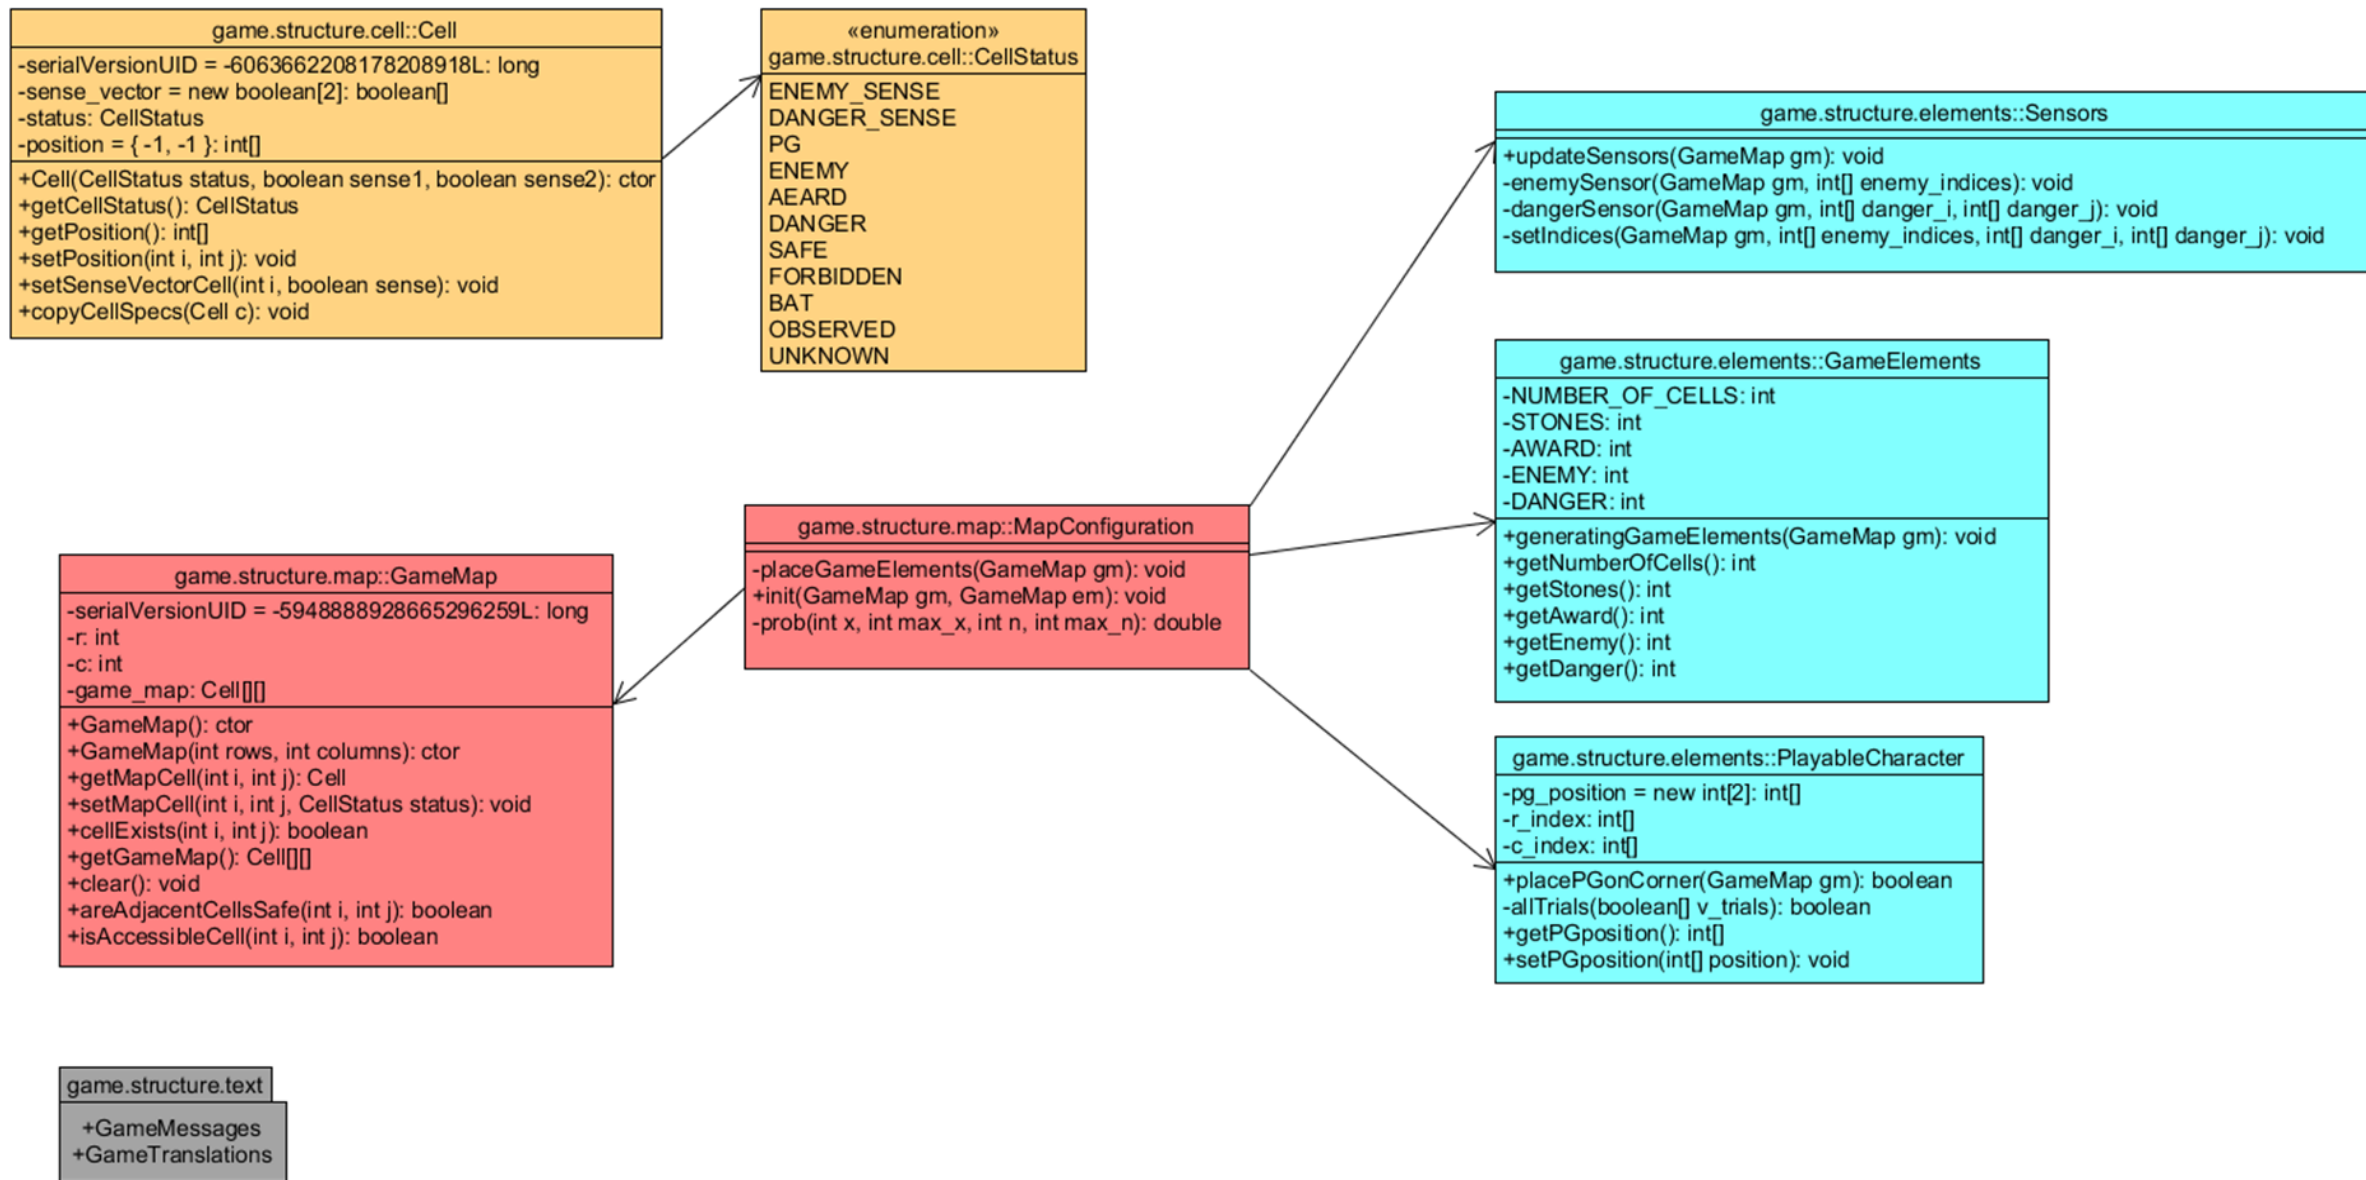 game.structure.cell::Cell
-serialVersionUID = -6063662208178208918L: long
-sense_vector = new boolean[2]: boolean[]
-status: CellStatus
-position = { -1, -1 }: int[]
+Cell(CellStatus status, boolean sense1, boolean sense2): ctor
+getCellStatus(): CellStatus
+getPosition(): int[]
+setPosition(int i, int j): void
+setSenseVectorCell(int i, boolean sense): void
+copyCellSpecs(Cell c): void
«enumeration»
game.structure.cell::CellStatus
ENEMY_SENSE
DANGER_SENSE
PG
ENEMY
AEARD
DANGER
SAFE
FORBIDDEN
BAT
OBSERVED
UNKNOWN
game.structure.elements::Sensors
+updateSensors(GameMap gm): void
-enemySensor(GameMap gm, int[] enemy_indices): void
-dangerSensor(GameMap gm, int[] danger_i, int[] danger_j): void
-setIndices(GameMap gm, int[] enemy_indices, int[] danger_i, int[] danger_j): void
game.structure.elements::GameElements
-NUMBER_OF_CELLS: int
-STONES: int
-AWARD: int
-ENEMY: int
-DANGER: int
+generatingGameElements(GameMap gm): void
+getNumberOfCells(): int
+getStones(): int
+getAward(): int
+getEnemy(): int
+getDanger(): int
game.structure.map::MapConfiguration
-placeGameElements(GameMap gm): void
+init(GameMap gm, GameMap em): void
-prob(int x, int max_x, int n, int max_n): double
game.structure.map::GameMap
-serialVersionUID = -5948888928665296259L: long
-r: int
-c: int
-game_map: Cell[][]
+GameMap(): ctor
+GameMap(int rows, int columns): ctor
+getMapCell(int i, int j): Cell
+setMapCell(int i, int j, CellStatus status): void
+cellExists(int i, int j): boolean
+getGameMap(): Cell[][]
+clear(): void
+areAdjacentCellsSafe(int i, int j): boolean
+isAccessibleCell(int i, int j): boolean
game.structure.elements::PlayableCharacter
-pg_position = new int[2]: int[]
-r_index: int[]
-c_index: int[]
+placePGonCorner(GameMap gm): boolean
-allTrials(boolean[] v_trials): boolean
+getPGposition(): int[]
+setPGposition(int[] position): void
game.structure.text
+GameMessages
+GameTranslations